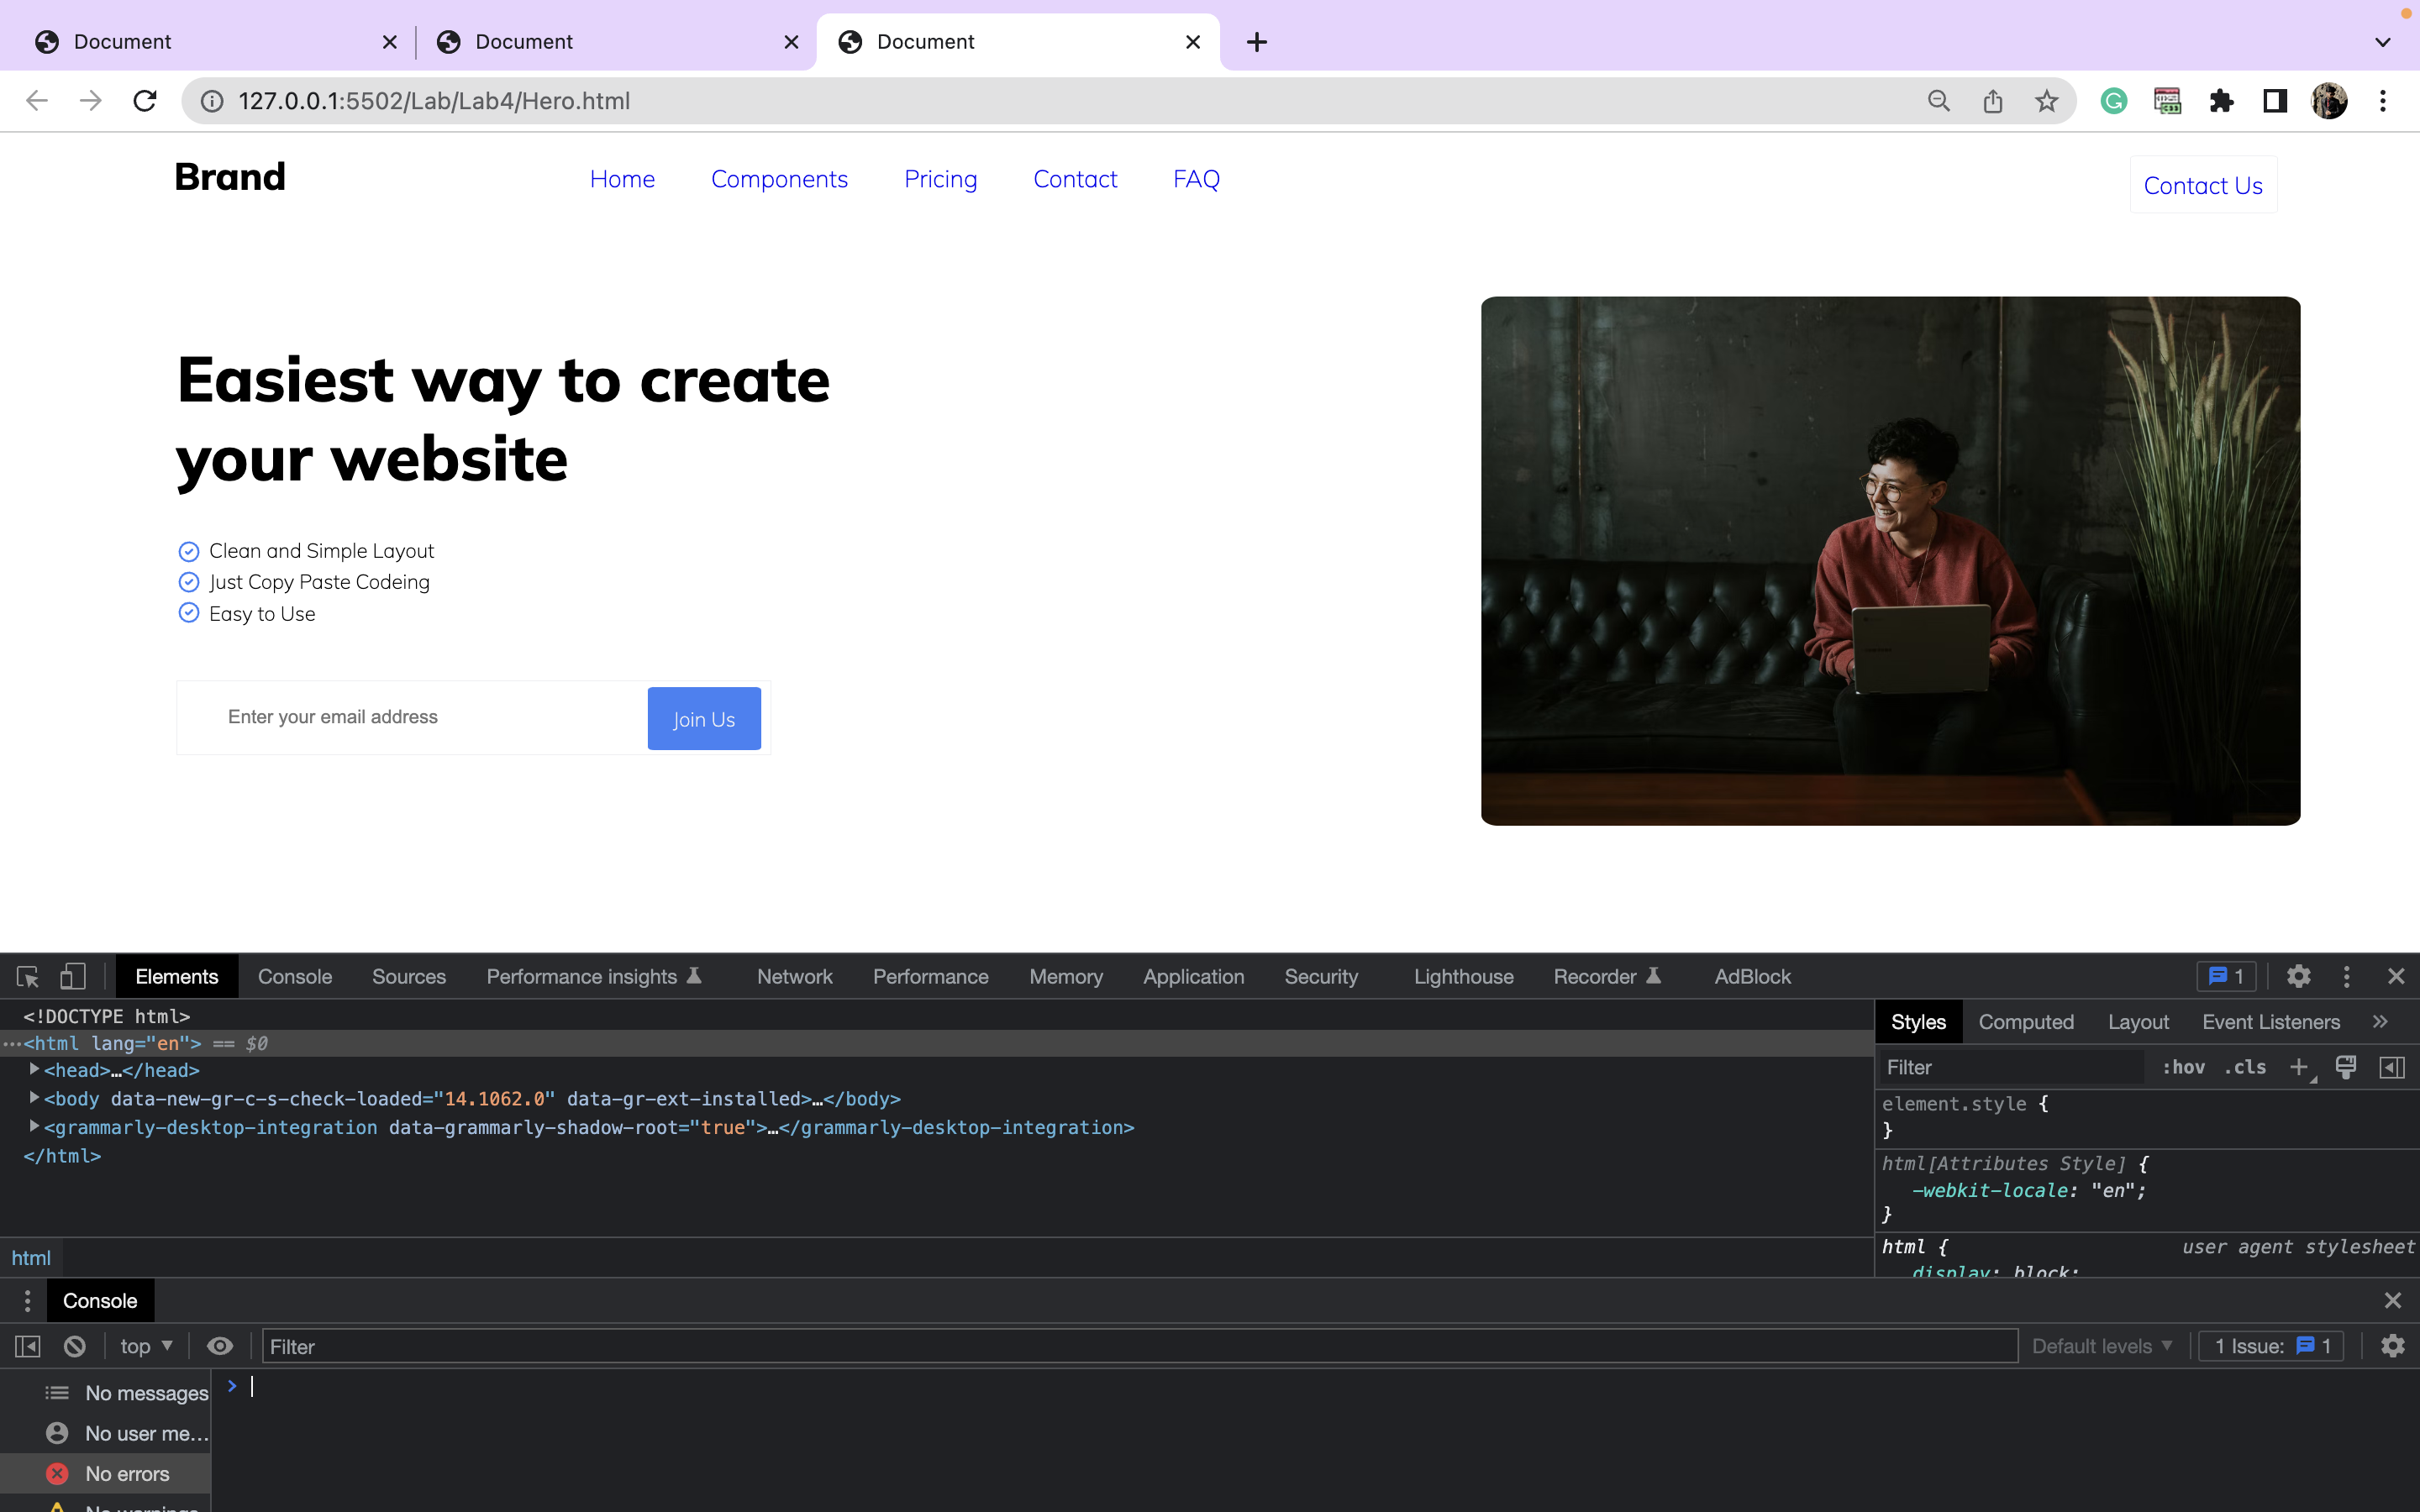 Document
Document
Document
127.0.0.1:5502/Lab/Lab4/Hero.html
Brand
Home Components Pricing Contact FAQ
Contact Us
Easiest way to create
your website
Clean and Simple Layout
Just Copy Paste Codeing
Easy to Use
Enter your email address
Join Us
Elements Console Sources Performance insights Network Performance Memory Application Security Lighthouse Recorder AdBlock 1
<!DOCTYPE html>
<html lang="en"> == $0
<head>…</head>
<body data-new-gr-c-s-check-loaded="14.1062.0" data-gr-ext-installed>…</body>
<grammarly-desktop-integration data-grammarly-shadow-root="true">…</grammarly-desktop-integration>
</html>
html
Styles Computed Layout Event Listeners
Filter :hov .cls
element.style {
}
html[Attributes Style] {
-webkit-locale: "en";
}
html { user agent stylesheet
display: block;
Console
top Filter Default levels 1 Issue: 1
No messages
No user me…
No errors
No warnings